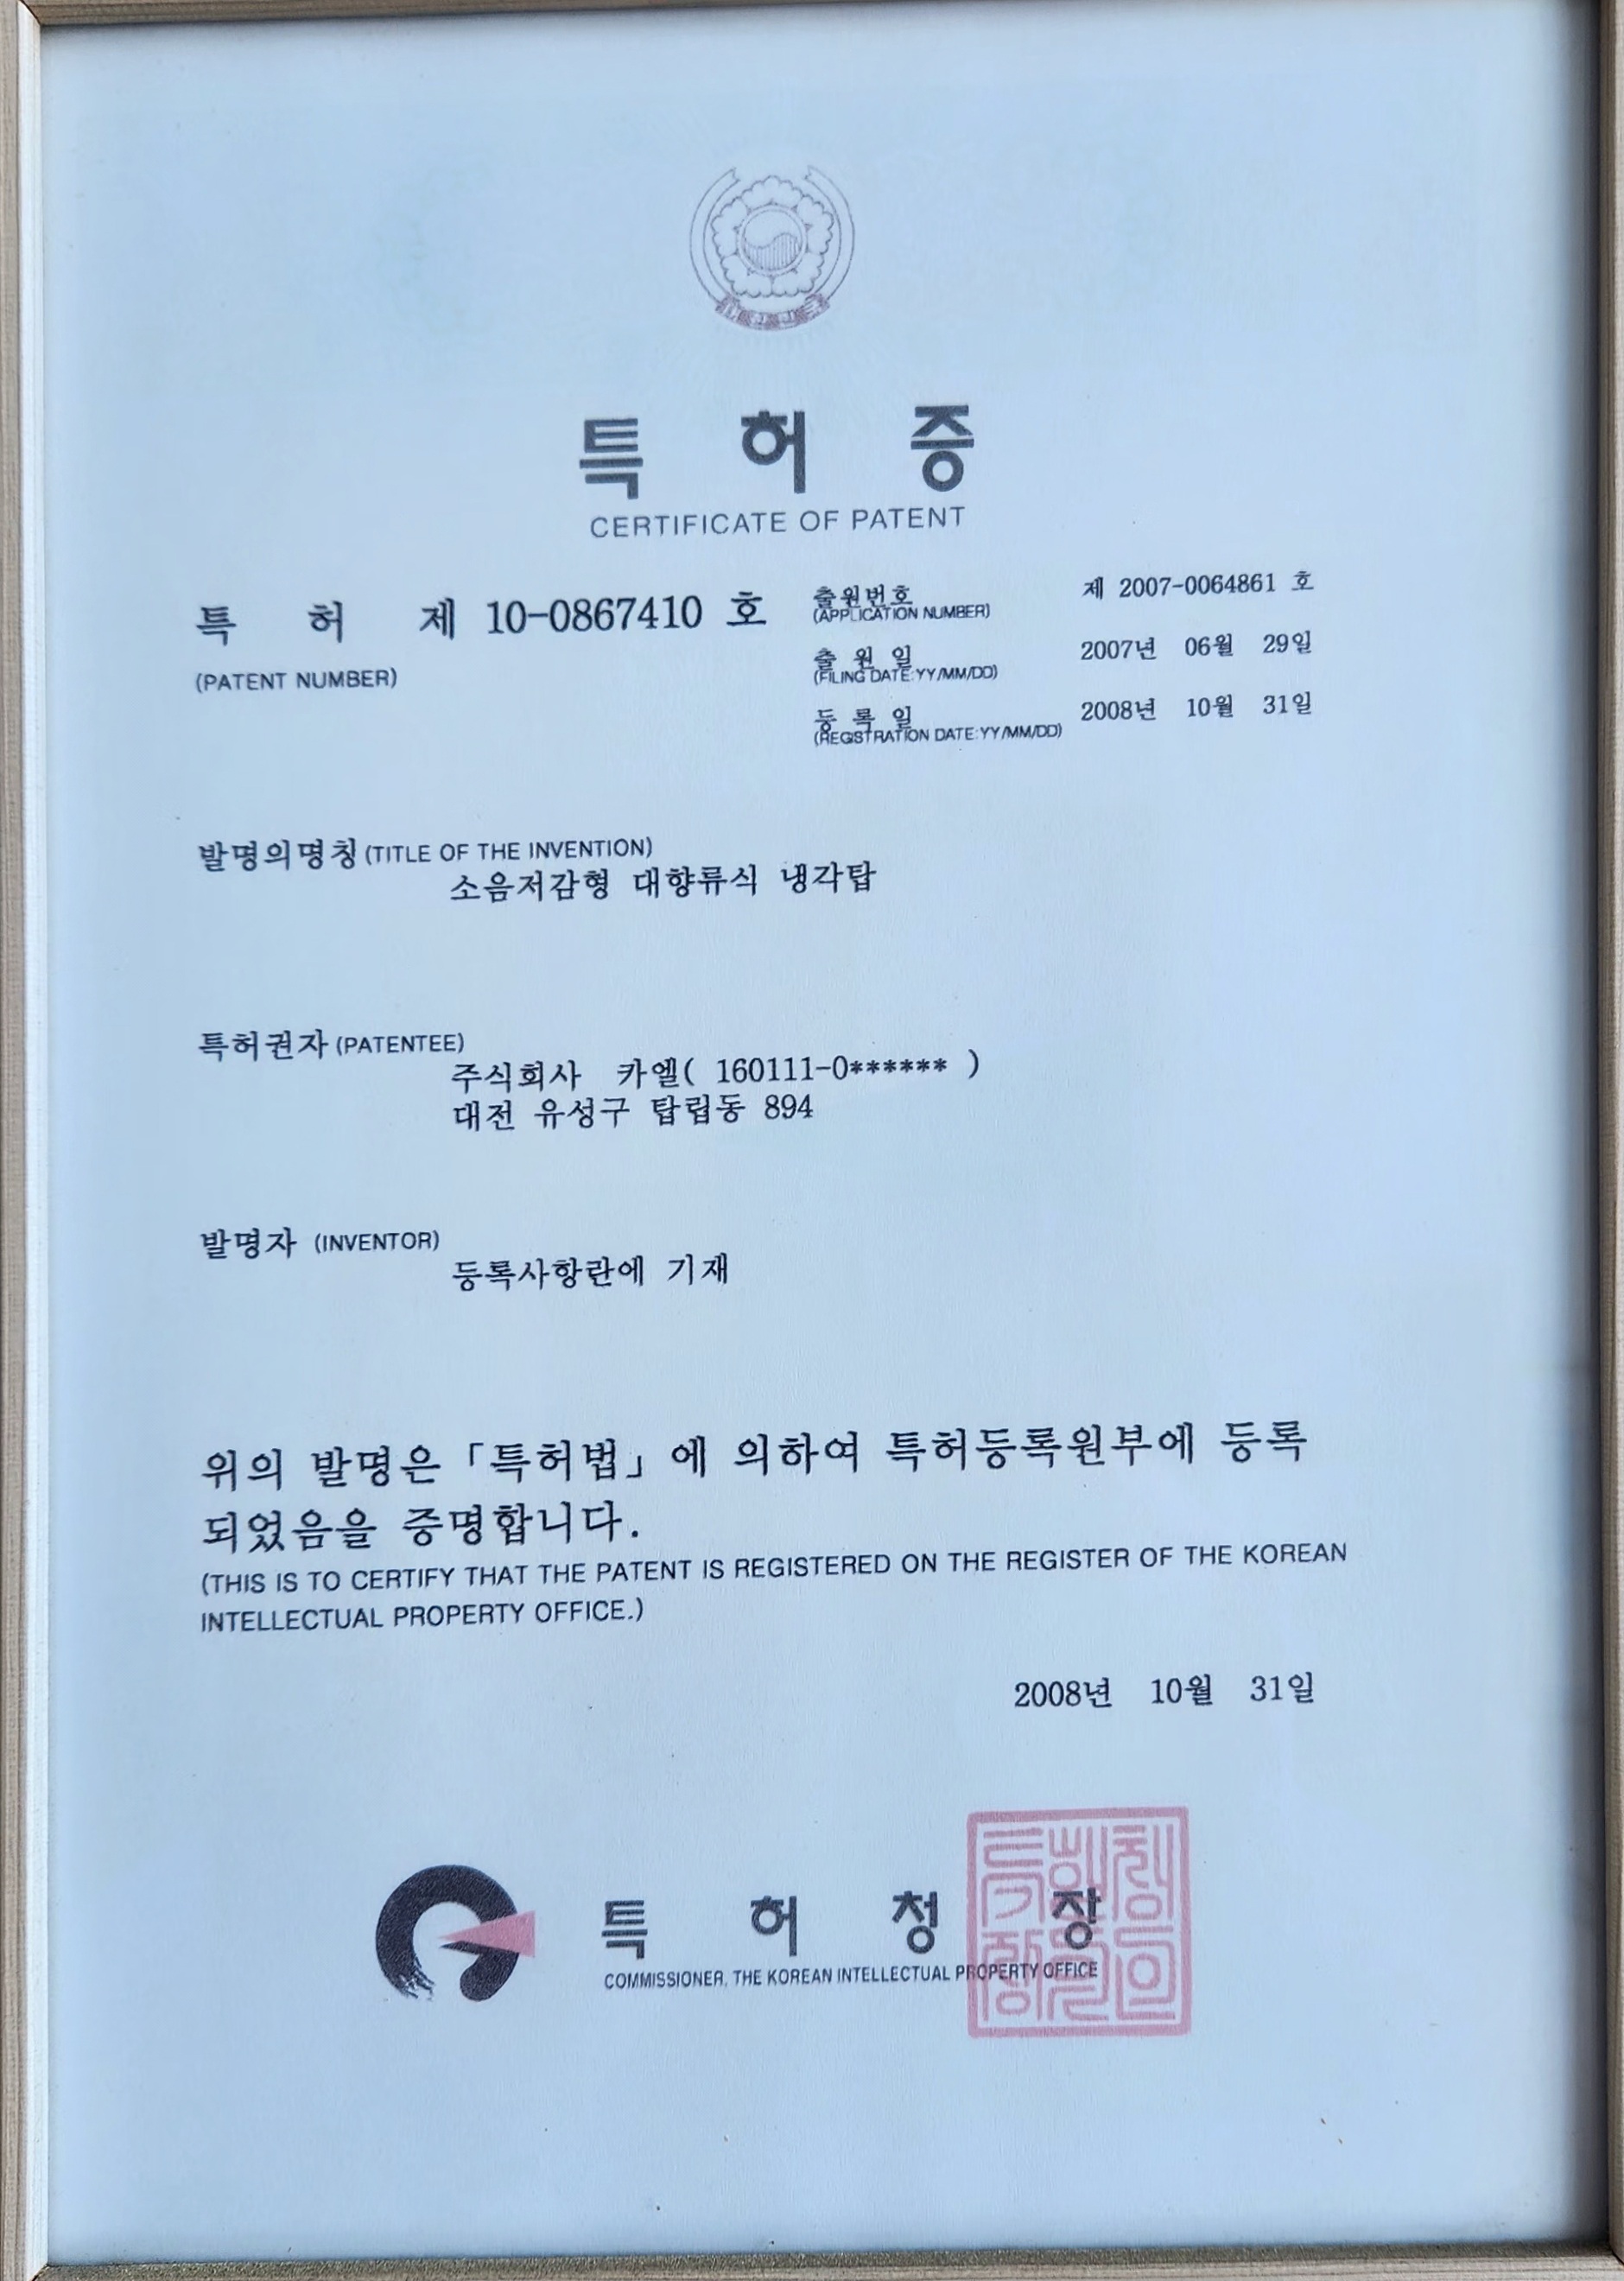 대한민국
특 허 증
CERTIFICATE OF PATENT
특 허 제 10-0867410 호
(PATENT NUMBER)
출원번호 제 2007-0064861 호
(APPLICATION NUMBER)
출 원 일 2007년 06월 29일
(FILING DATE:YY/MM/DD)
등 록 일 2008년 10월 31일
(REGISTRATION DATE:YY/MM/DD)
발명의명칭 (TITLE OF THE INVENTION)
소음저감형 대향류식 냉각탑
특허권자 (PATENTEE)
주식회사 카엘( 160111-0****** )
대전 유성구 탑립동 894
발명자 (INVENTOR)
등록사항란에 기재
위의 발명은 「특허법」에 의하여 특허등록원부에 등록
되었음을 증명합니다.
(THIS IS TO CERTIFY THAT THE PATENT IS REGISTERED ON THE REGISTER OF THE KOREAN
INTELLECTUAL PROPERTY OFFICE.)
2008년 10월 31일
특 허 청 장
COMMISSIONER, THE KOREAN INTELLECTUAL PROPERTY OFFICE